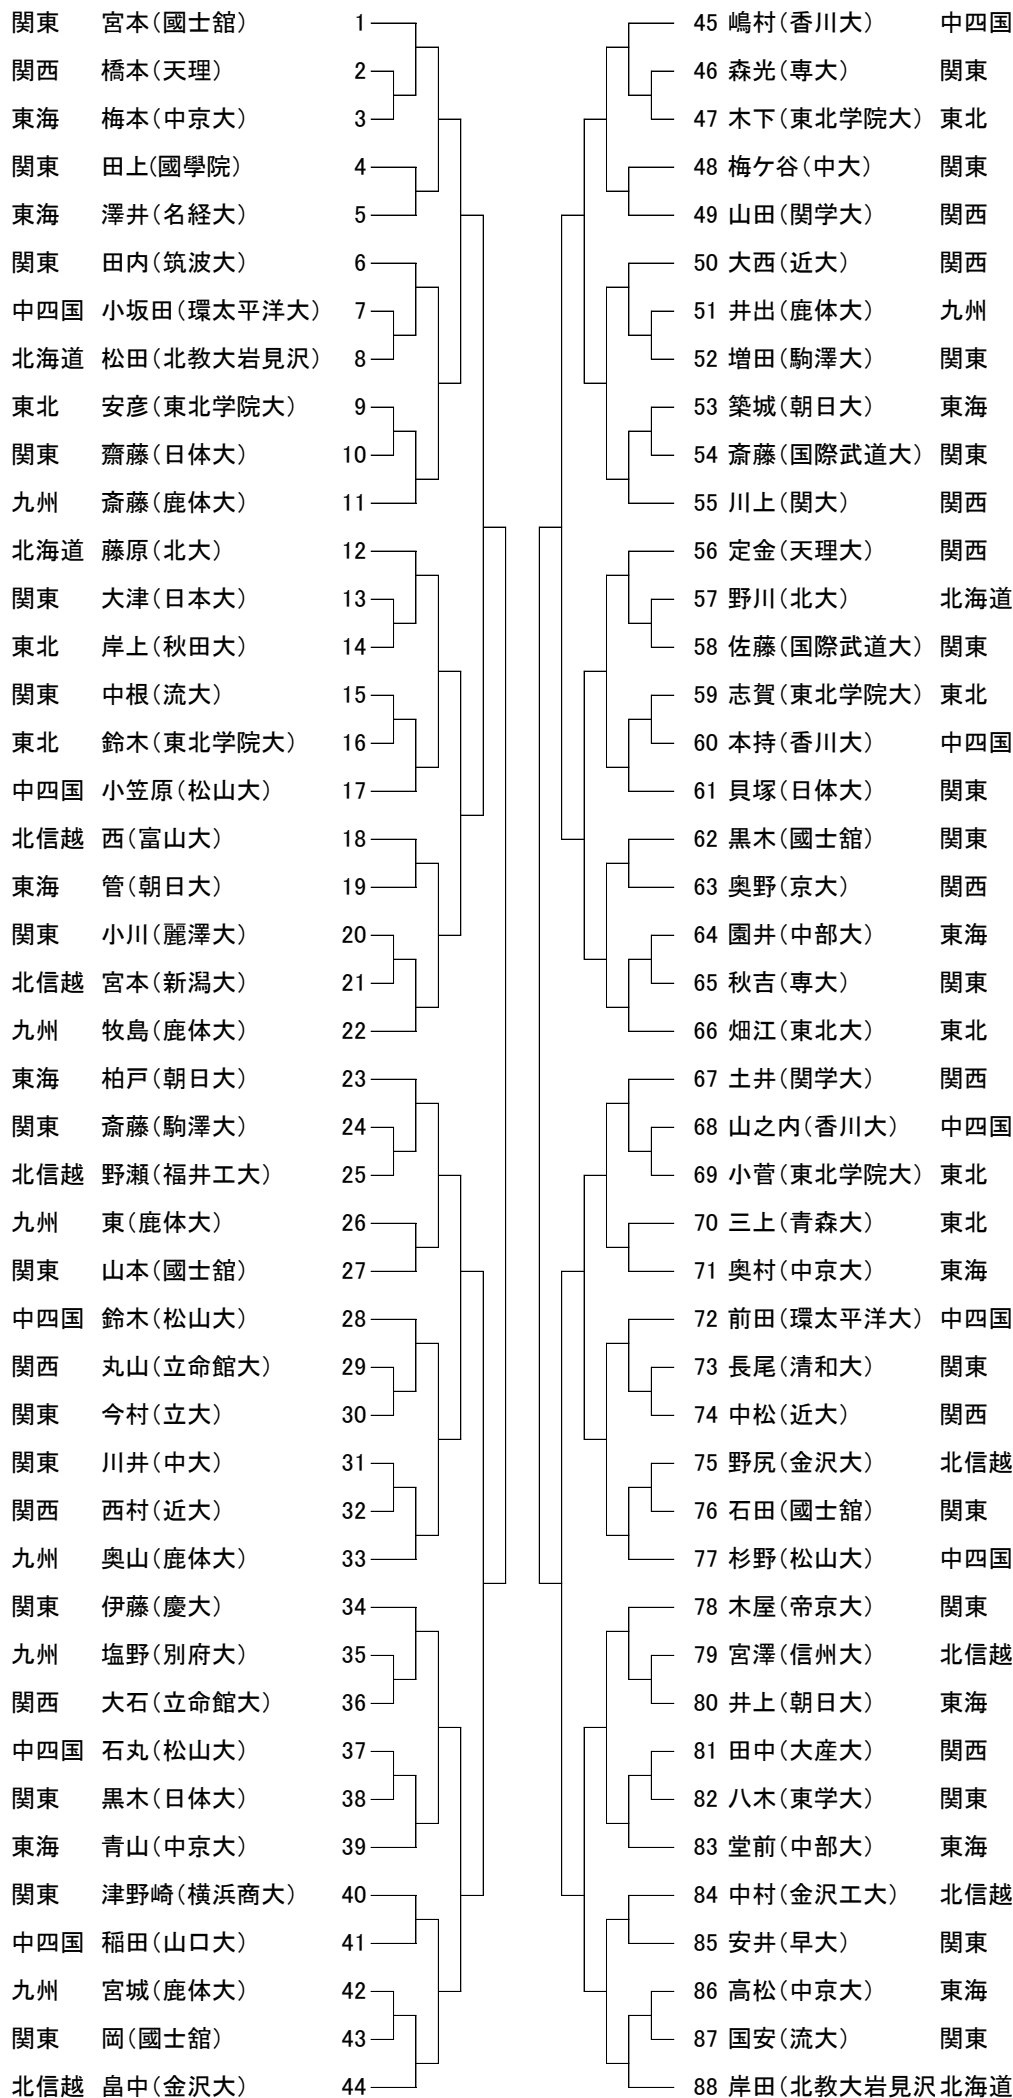 関東 宮本(國士舘) 1
関西 橋本(天理) 2
東海 梅本(中京大) 3
関東 田上(國學院) 4
東海 澤井(名経大) 5
関東 田内(筑波大) 6
中四国 小坂田(環太平洋大) 7
北海道 松田(北教大岩見沢) 8
東北 安彦(東北学院大) 9
関東 齋藤(日体大) 10
九州 斎藤(鹿体大) 11
北海道 藤原(北大) 12
関東 大津(日本大) 13
東北 岸上(秋田大) 14
関東 中根(流大) 15
東北 鈴木(東北学院大) 16
中四国 小笠原(松山大) 17
北信越 西(富山大) 18
東海 管(朝日大) 19
関東 小川(麗澤大) 20
北信越 宮本(新潟大) 21
九州 牧島(鹿体大) 22
東海 柏戸(朝日大) 23
関東 斎藤(駒澤大) 24
北信越 野瀬(福井工大) 25
九州 東(鹿体大) 26
関東 山本(國士舘) 27
中四国 鈴木(松山大) 28
関西 丸山(立命館大) 29
関東 今村(立大) 30
関東 川井(中大) 31
関西 西村(近大) 32
九州 奥山(鹿体大) 33
関東 伊藤(慶大) 34
九州 塩野(別府大) 35
関西 大石(立命館大) 36
中四国 石丸(松山大) 37
関東 黒木(日体大) 38
東海 青山(中京大) 39
関東 津野崎(横浜商大) 40
中四国 稲田(山口大) 41
九州 宮城(鹿体大) 42
関東 岡(國士舘) 43
北信越 畠中(金沢大) 44
45 嶋村(香川大) 中四国
46 森光(専大) 関東
47 木下(東北学院大) 東北
48 梅ケ谷(中大) 関東
49 山田(関学大) 関西
50 大西(近大) 関西
51 井出(鹿体大) 九州
52 増田(駒澤大) 関東
53 築城(朝日大) 東海
54 斎藤(国際武道大) 関東
55 川上(関大) 関西
56 定金(天理大) 関西
57 野川(北大) 北海道
58 佐藤(国際武道大) 関東
59 志賀(東北学院大) 東北
60 本持(香川大) 中四国
61 貝塚(日体大) 関東
62 黒木(國士舘) 関東
63 奥野(京大) 関西
64 園井(中部大) 東海
65 秋吉(専大) 関東
66 畑江(東北大) 東北
67 土井(関学大) 関西
68 山之内(香川大) 中四国
69 小菅(東北学院大) 東北
70 三上(青森大) 東北
71 奥村(中京大) 東海
72 前田(環太平洋大) 中四国
73 長尾(清和大) 関東
74 中松(近大) 関西
75 野尻(金沢大) 北信越
76 石田(國士舘) 関東
77 杉野(松山大) 中四国
78 木屋(帝京大) 関東
79 宮澤(信州大) 北信越
80 井上(朝日大) 東海
81 田中(大産大) 関西
82 八木(東学大) 関東
83 堂前(中部大) 東海
84 中村(金沢工大) 北信越
85 安井(早大) 関東
86 高松(中京大) 東海
87 国安(流大) 関東
88 岸田(北教大岩見沢 北海道